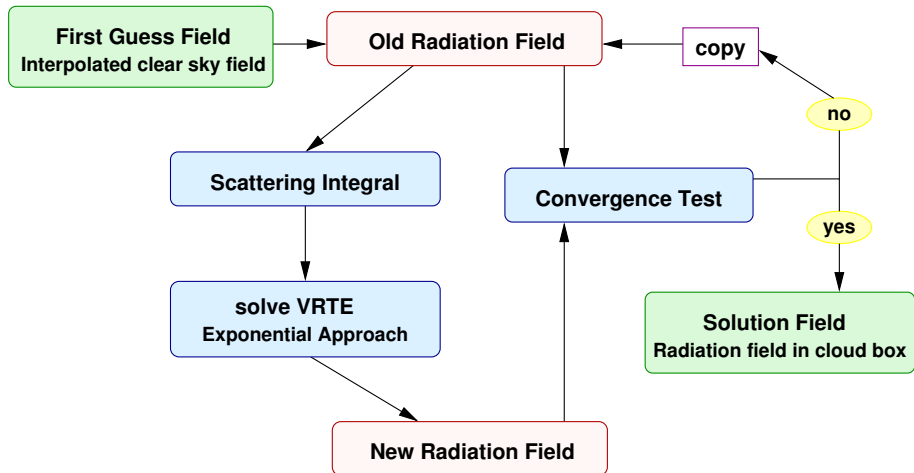 First Guess Field
Interpolated clear sky field
Old Radiation Field
copy
no
Scattering Integral
Convergence Test
yes
solve VRTE
Exponential Approach
Solution Field
Radiation field in cloud box
New Radiation Field